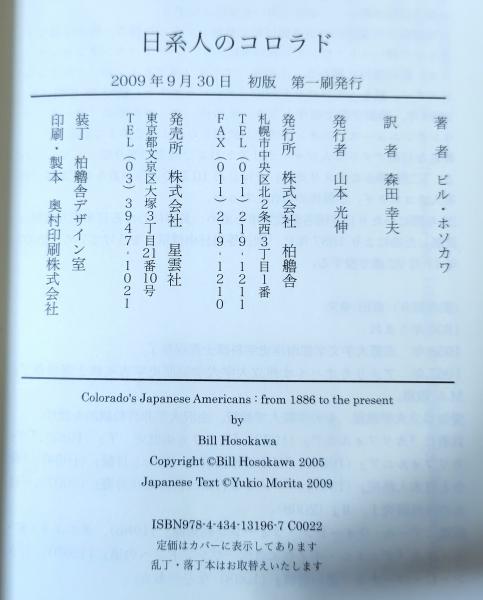 日系人のコロラド
2009年9月30日 初版 第一刷発行
著 者 ビル・ホソカワ
訳 者 森田 幸夫
発行者 山本 光伸
発行所 株式会社 柏艪舎
札幌市中央区北2条西3丁目1番
TEL(011)219-1211
FAX(011)219-1210
発売所 株式会社 星雲社
東京都文京区大塚3丁目21番10号
TEL(03)3947-1021
装丁 柏艪舎デザイン室
印刷・製本 奥村印刷株式会社
Colorado's Japanese Americans : from 1886 to the present
by
Bill Hosokawa
Copyright ©Bill Hosokawa 2005
Japanese Text ©Yukio Morita 2009
ISBN978-4-434-13196-7 C0022
定価はカバーに表示してあります
乱丁・落丁本はお取替えいたします